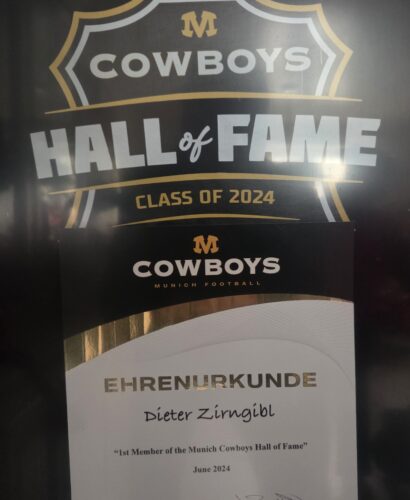 M
COWBOYS
HALL of FAME
CLASS OF 2024
M
COWBOYS
MUNICH FOOTBALL
EHRENURKUNDE
Dieter Zirngibl
“1st Member of the Munich Cowboys Hall of Fame”
June 2024